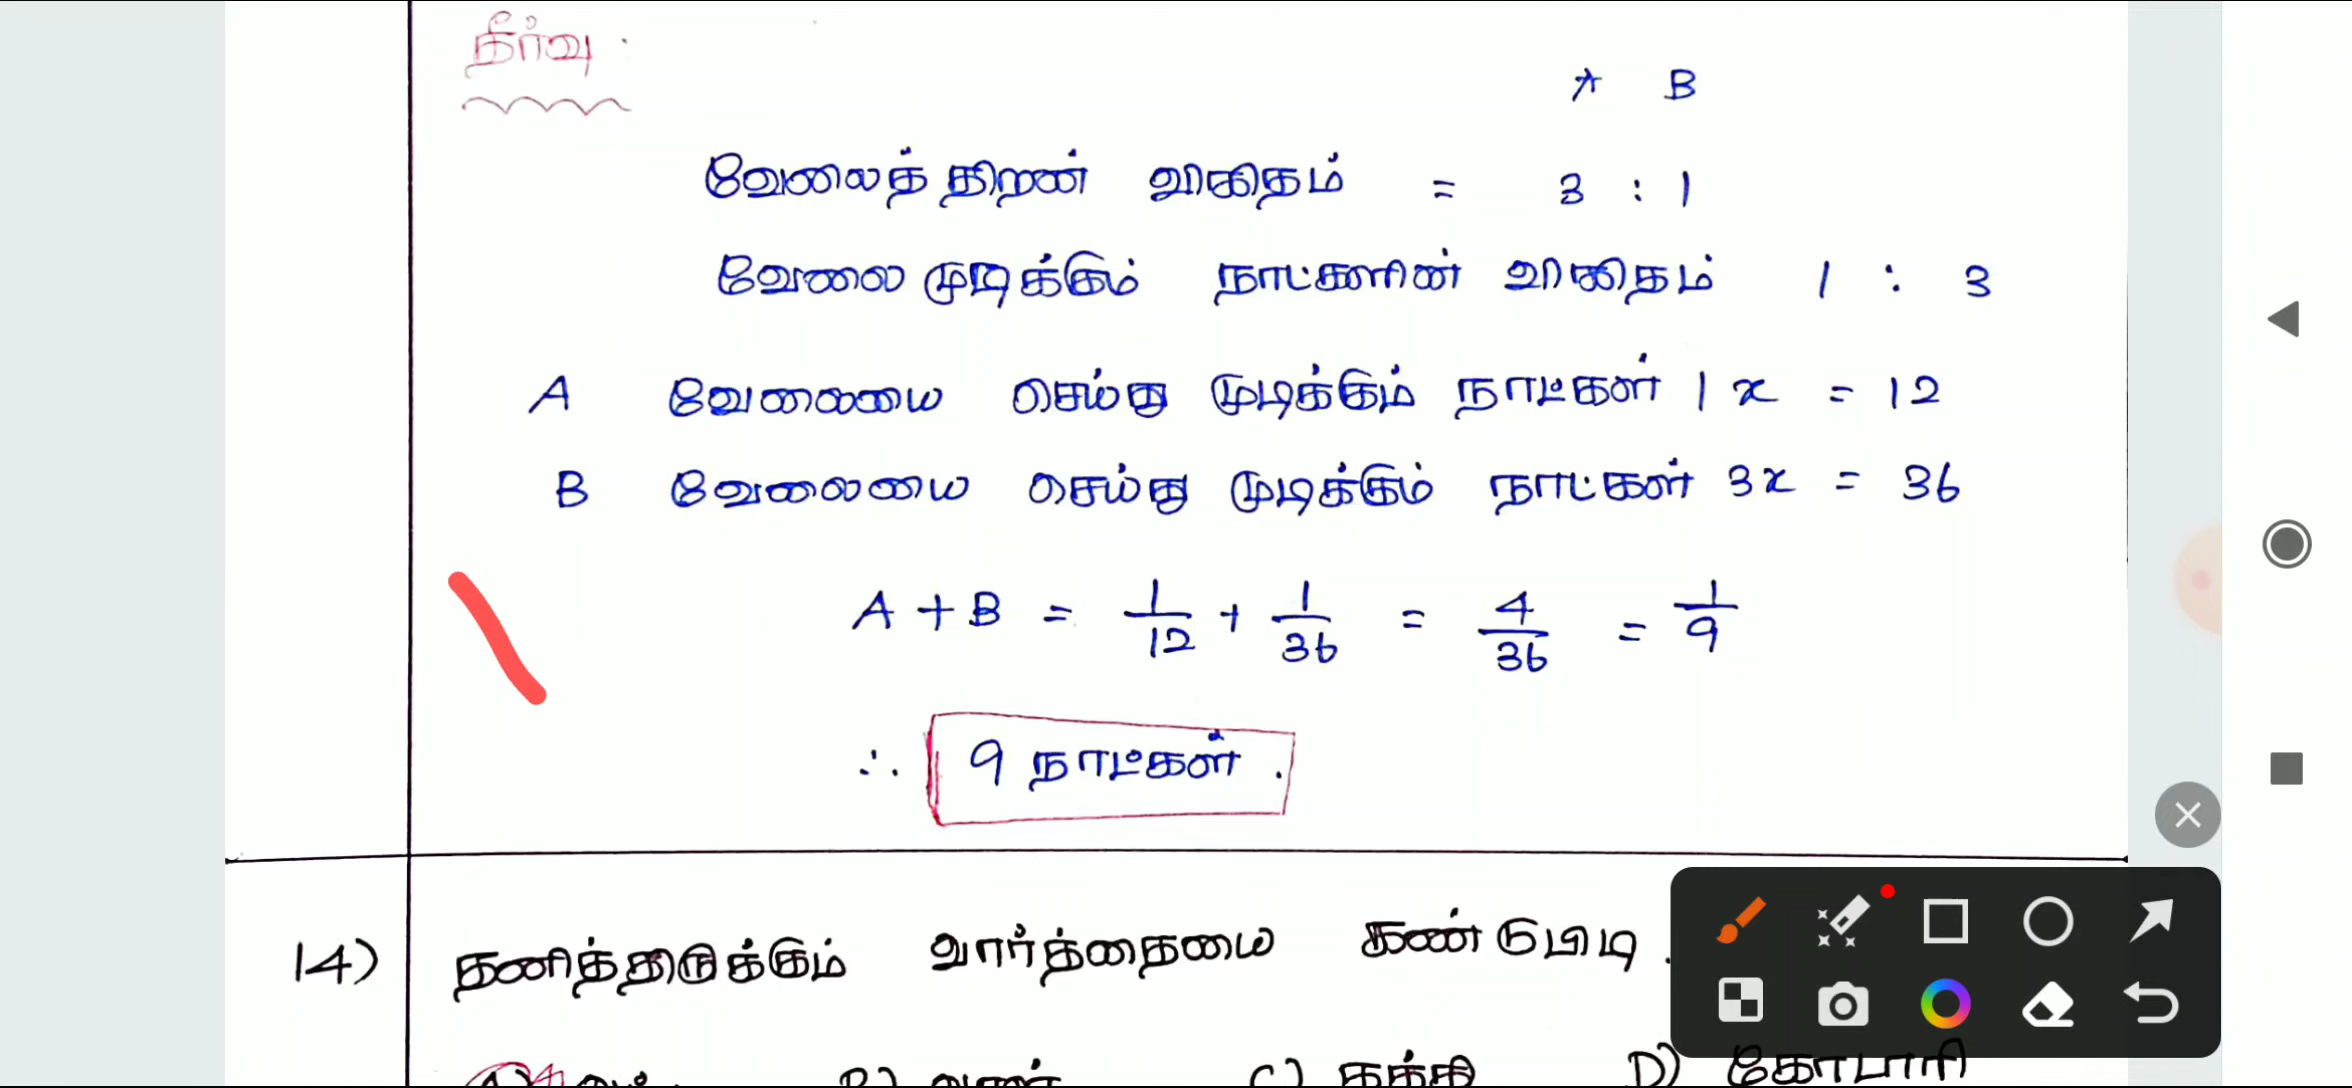 தீர்வு :
A B
வேலைத் திறன் விகிதம் = 3 : 1
வேலை முடிக்கும் நாட்களின் விகிதம் 1 : 3
A வேலையை செய்து முடிக்கும் நாட்கள் 1x = 12
B வேலையை செய்து முடிக்கும் நாட்கள் 3x = 36
A + B = 1/12 + 1/36 = 4/36 = 1/9
∴ 9 நாட்கள் .
14) தனித்திருக்கும் வார்த்தையை கண்டுபிடி .
A) B) C) கத்தி D) கோடாரி